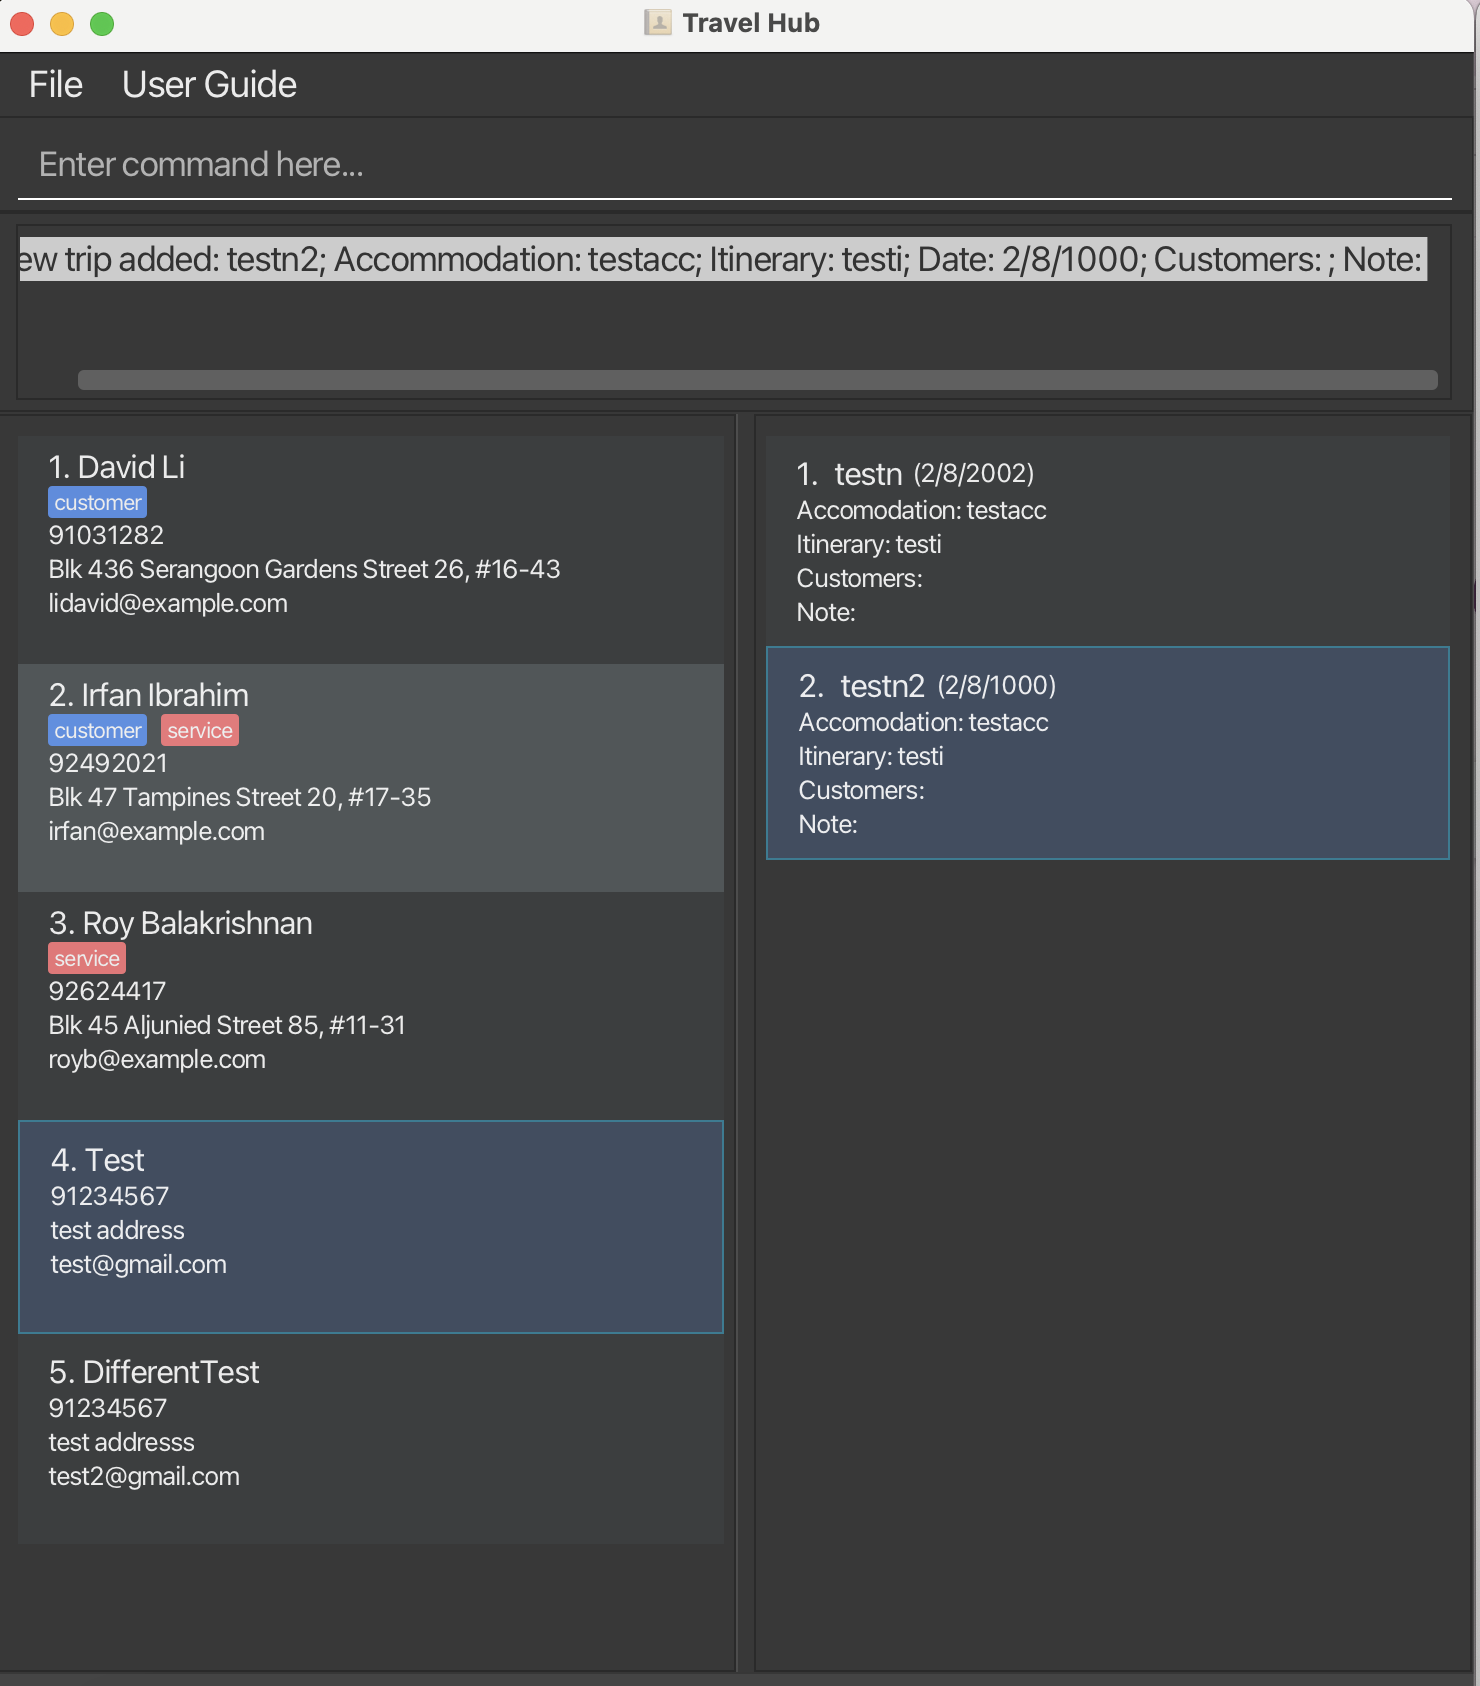 Travel Hub
File User Guide
Enter command here...
ew trip added: testn2; Accommodation: testacc; Itinerary: testi; Date: 2/8/1000; Customers: ; Note:
1. David Li
customer
91031282
Blk 436 Serangoon Gardens Street 26, #16-43
lidavid@example.com
2. Irfan Ibrahim
customer service
92492021
Blk 47 Tampines Street 20, #17-35
irfan@example.com
3. Roy Balakrishnan
service
92624417
Blk 45 Aljunied Street 85, #11-31
royb@example.com
4. Test
91234567
test address
test@gmail.com
5. DifferentTest
91234567
test addresss
test2@gmail.com
1. testn (2/8/2002)
Accomodation: testacc
Itinerary: testi
Customers:
Note:
2. testn2 (2/8/1000)
Accomodation: testacc
Itinerary: testi
Customers:
Note: